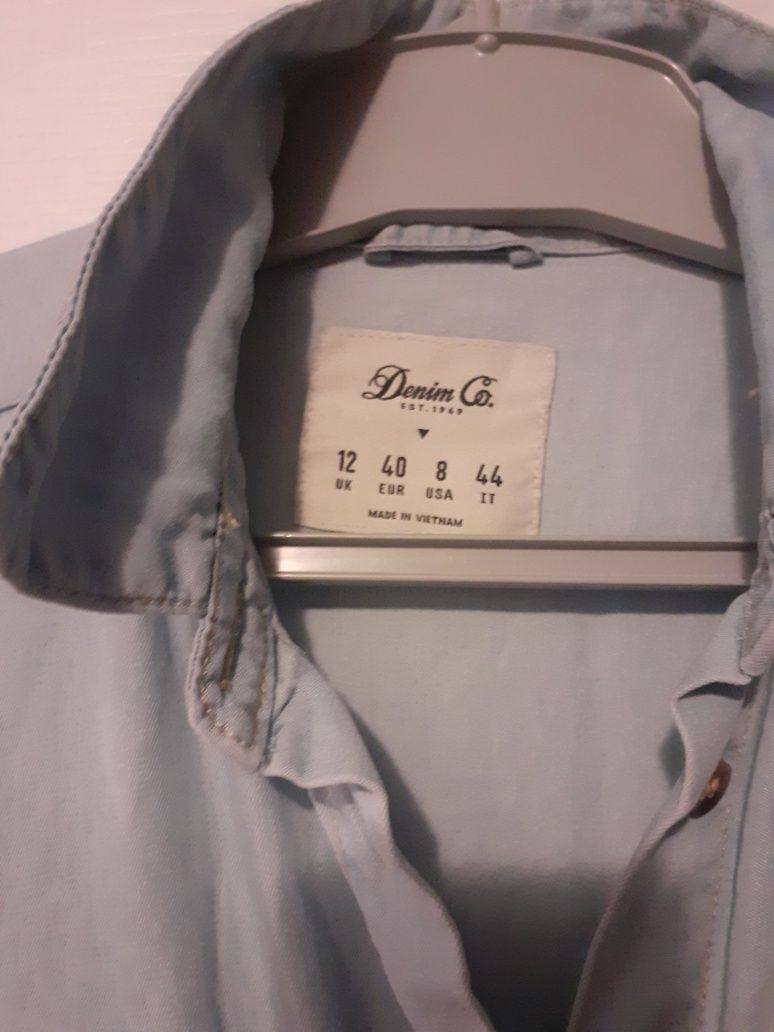 Denim Co.
EST. 1969
12 40 8 44
UK EUR USA IT
MADE IN VIETNAM